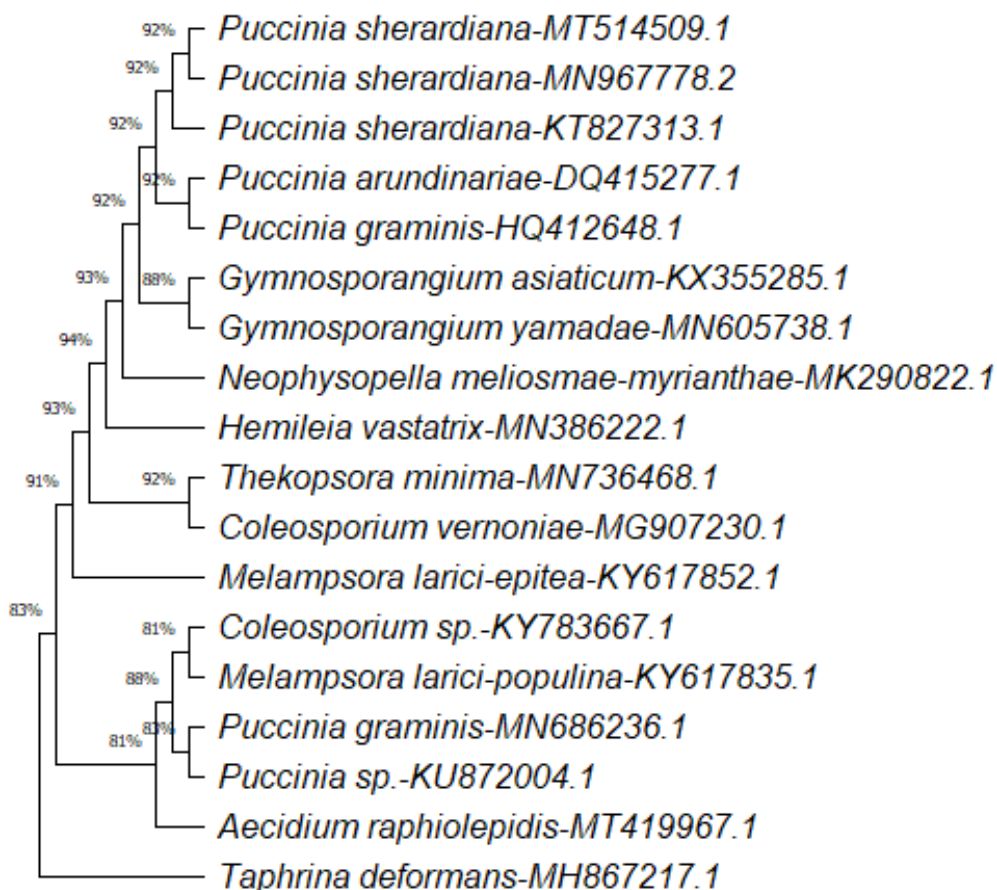 92%
Puccinia sherardiana-MT514509.1
92%
Puccinia sherardiana-MN967778.2
92%
Puccinia sherardiana-KT827313.1
92%
Puccinia arundinariae-DQ415277.1
92%
Puccinia graminis-HQ412648.1
93%
88%
Gymnosporangium asiaticum-KX355285.1
Gymnosporangium yamadae-MN605738.1
94%
Neophysopella meliosmae-myrianthae-MK290822.1
93%
Hemileia vastatrix-MN386222.1
91%
92%
Thekopsora minima-MN736468.1
Coleosporium vernoniae-MG907230.1
Melampsora larici-epitea-KY617852.1
83%
81%
Coleosporium sp.-KY783667.1
88%
Melampsora larici-populina-KY617835.1
81%
83%
Puccinia graminis-MN686236.1
Puccinia sp.-KU872004.1
Aecidium raphiolepidis-MT419967.1
Taphrina deformans-MH867217.1